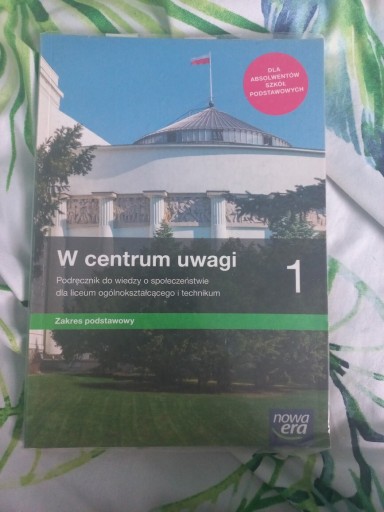 DLA
ABSOLWENTÓW
SZKÓŁ
PODSTAWOWYCH
W centrum uwagi
1
Podręcznik do wiedzy o społeczeństwie
dla liceum ogólnokształcącego i technikum
Zakres podstawowy
nowa
era